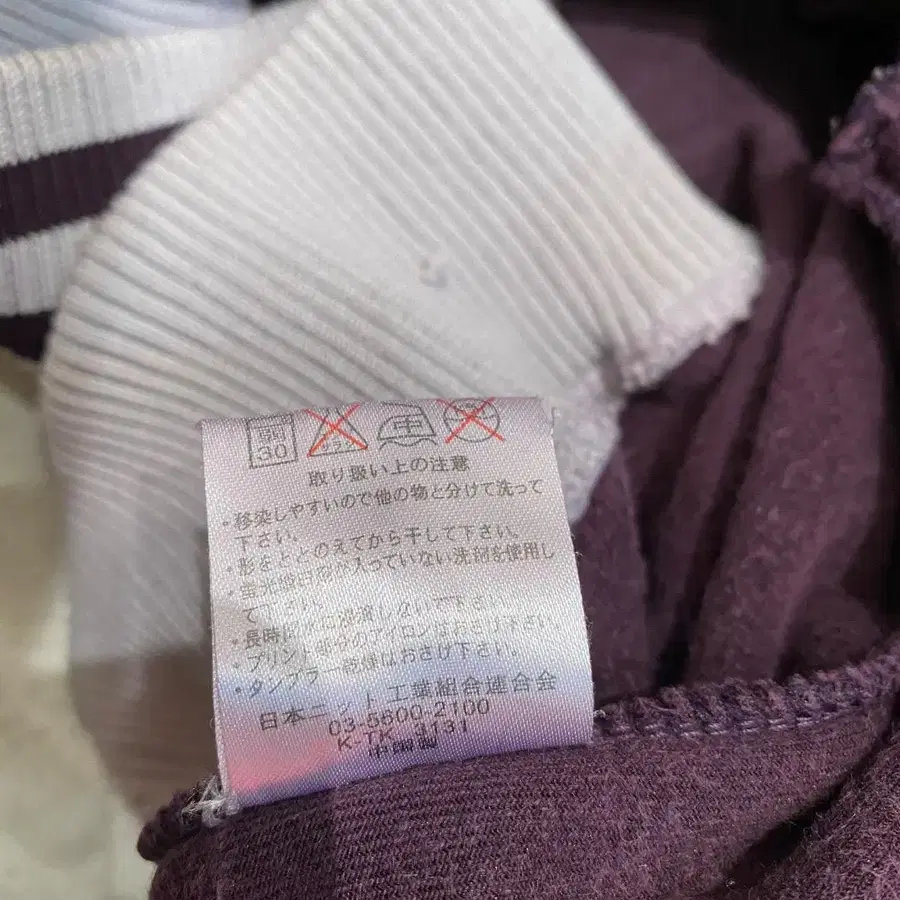 弱
30
中
取り扱い上の注意
・移染しやすいので他の物と分けて洗って
下さい。
・形をととのえてから干して下さい。
・蛍光増白剤が入っていない洗剤を使用し
て下さい。
・長時間水に浸漬しないで下さい。
・プリント部分のアイロンはおさけ下さい。
・タンブラー乾燥はおさけ下さい。
日本ニット工業組合連合会
03-5600-2100
K-TK 3131
中国製